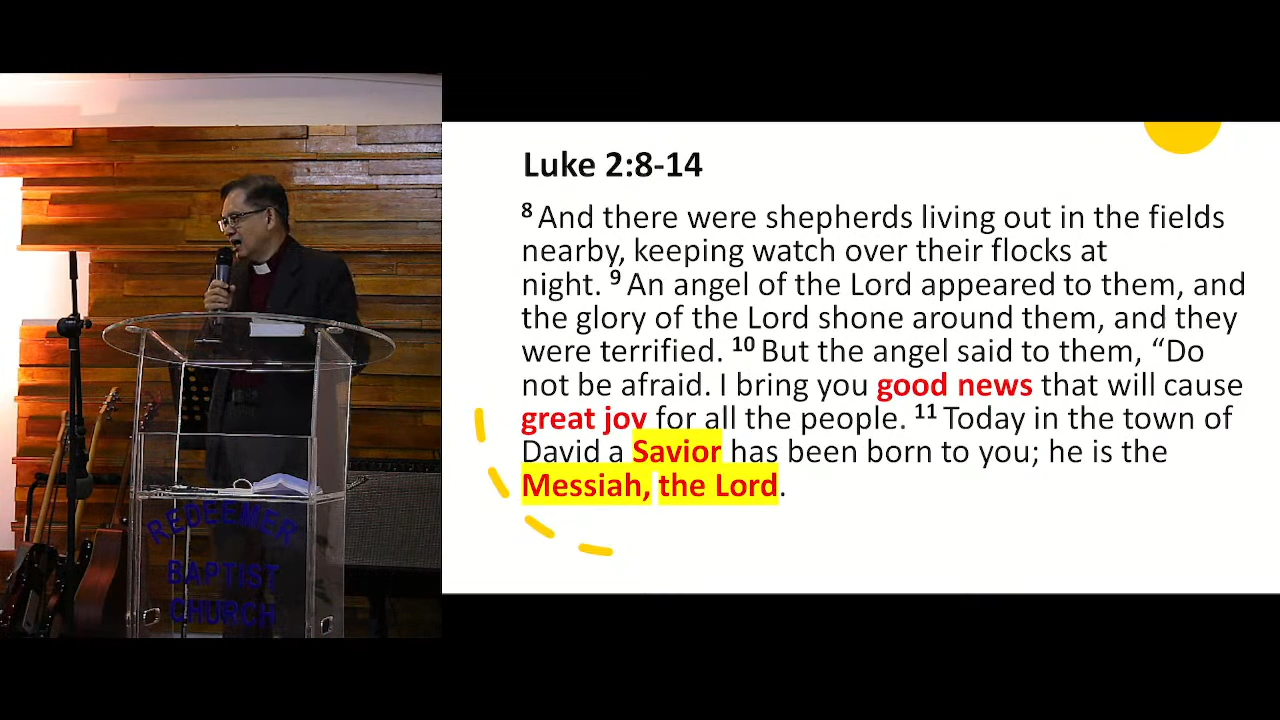 Luke 2:8-14
8 And there were shepherds living out in the fields
nearby, keeping watch over their flocks at
night. 9 An angel of the Lord appeared to them, and
the glory of the Lord shone around them, and they
were terrified. 10 But the angel said to them, “Do
not be afraid. I bring you good news that will cause
great joy for all the people. 11 Today in the town of
David a Savior has been born to you; he is the
Messiah, the Lord.
REDEEMER
BAPTIST
CHURCH